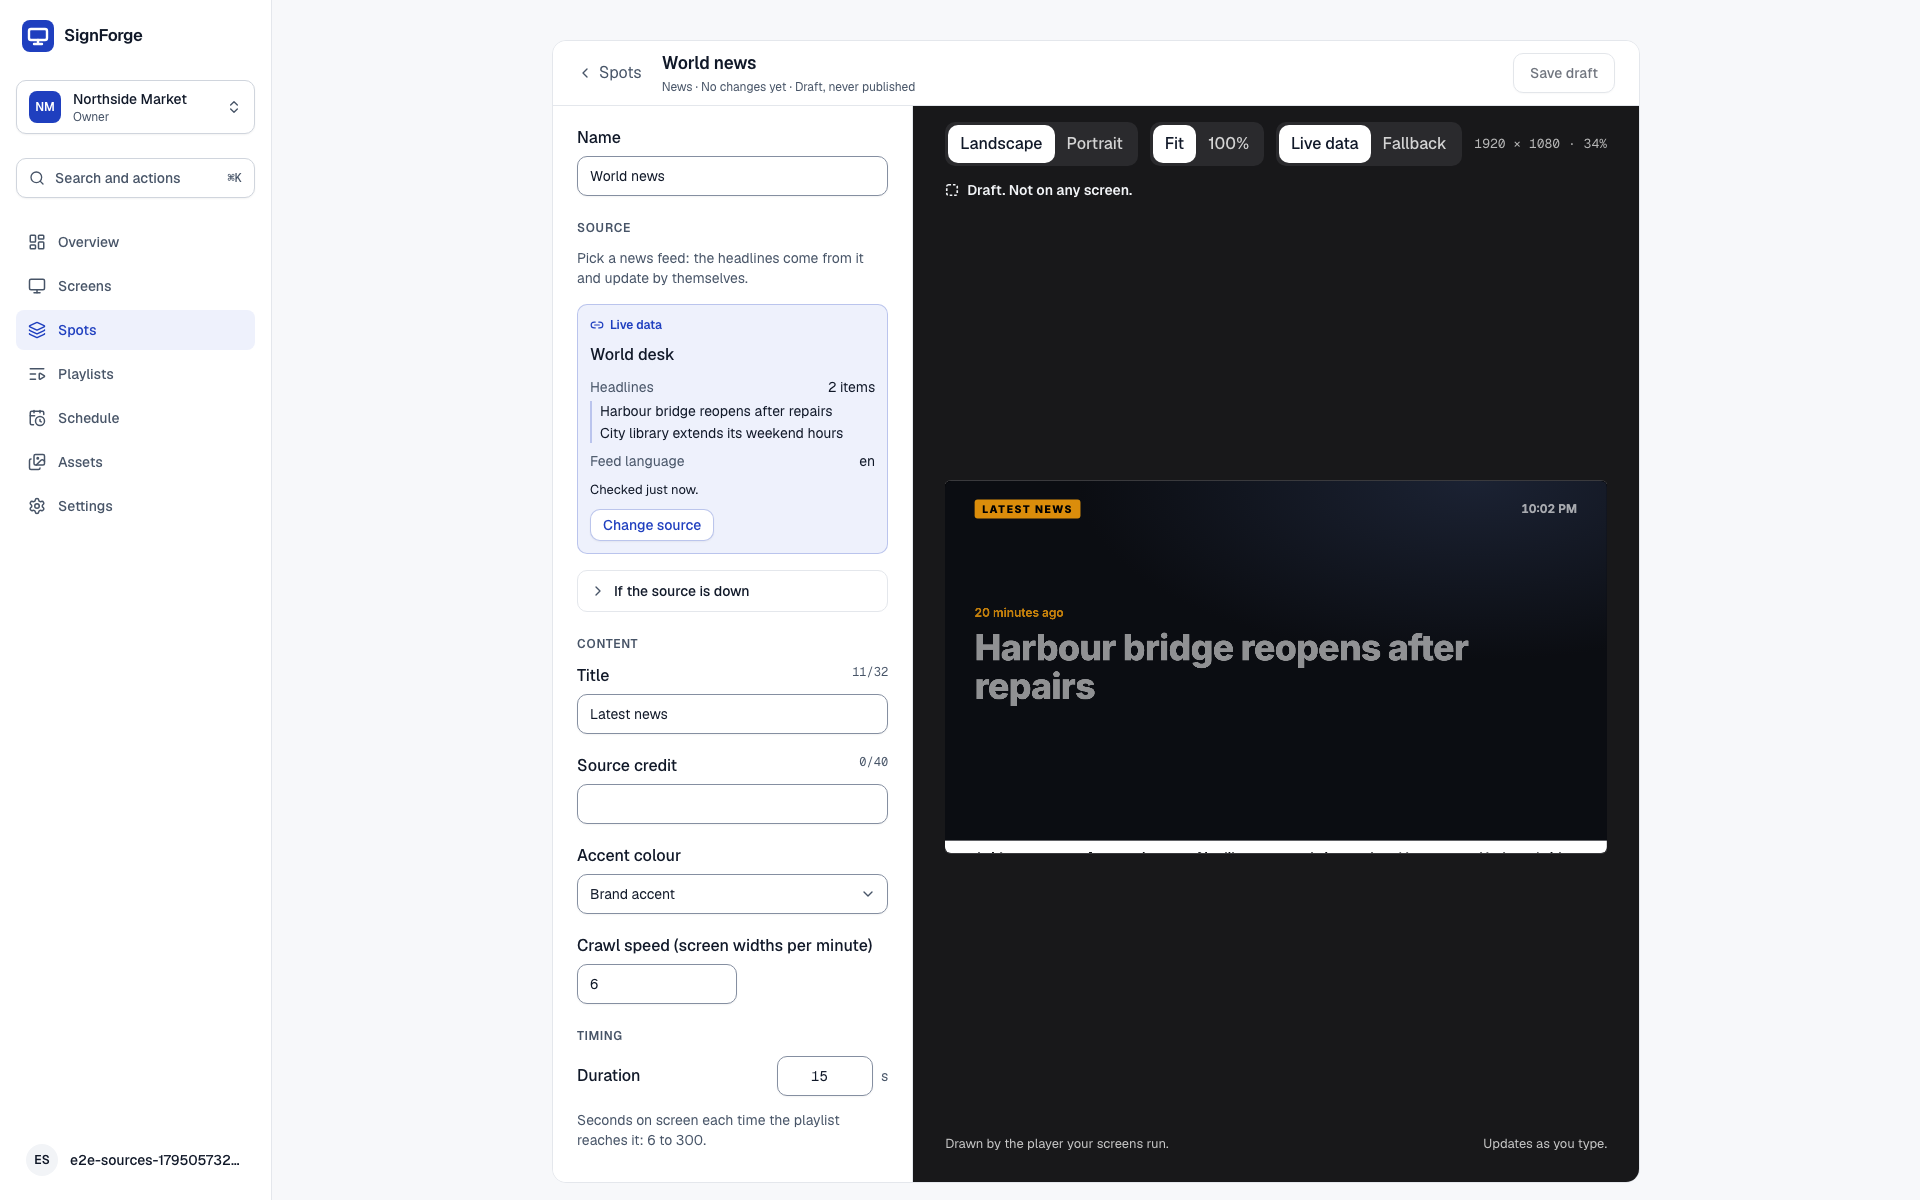 SignForge
NM
Northside Market
Owner
Search and actions
⌘K
Overview
Screens
Spots
Playlists
Schedule
Assets
Settings
ES
e2e-sources-179505732…
Spots
World news
News · No changes yet · Draft, never published
Save draft
Name
World news
SOURCE
Pick a news feed: the headlines come from it
and update by themselves.
Live data
World desk
Headlines
2 items
Harbour bridge reopens after repairs
City library extends its weekend hours
Feed language
en
Checked just now.
Change source
If the source is down
CONTENT
Title
11/32
Latest news
Source credit
0/40
Accent colour
Brand accent
Crawl speed (screen widths per minute)
6
TIMING
Duration
15
s
Seconds on screen each time the playlist
reaches it: 6 to 300.
Landscape
Portrait
Fit
100%
Live data
Fallback
1920 × 1080 · 34%
Draft. Not on any screen.
LATEST NEWS
10:02 PM
20 minutes ago
Harbour bridge reopens after
repairs
Drawn by the player your screens run.
Updates as you type.